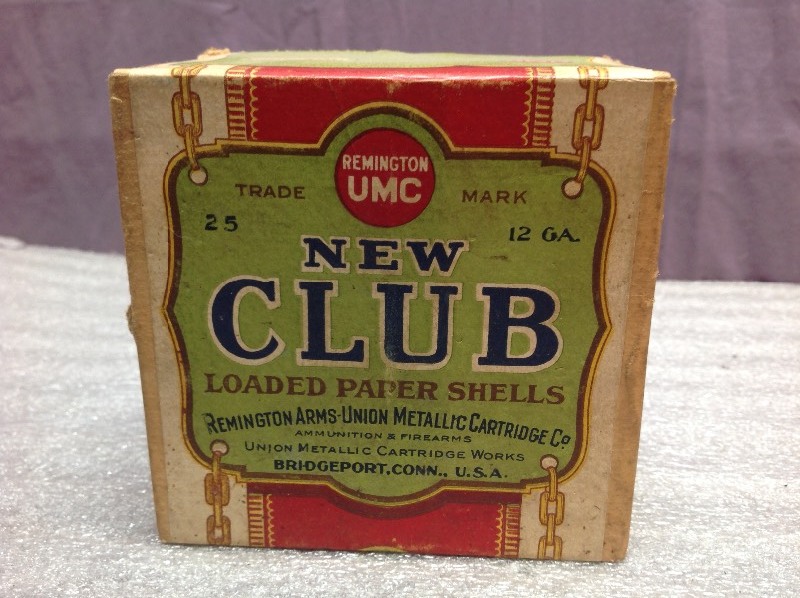 REMINGTON
UMC
TRADE MARK
25 12 GA.
NEW
CLUB
LOADED PAPER SHELLS
REMINGTON ARMS-UNION METALLIC CARTRIDGE CO
AMMUNITION & FIREARMS
UNION METALLIC CARTRIDGE WORKS
BRIDGEPORT, CONN., U.S.A.